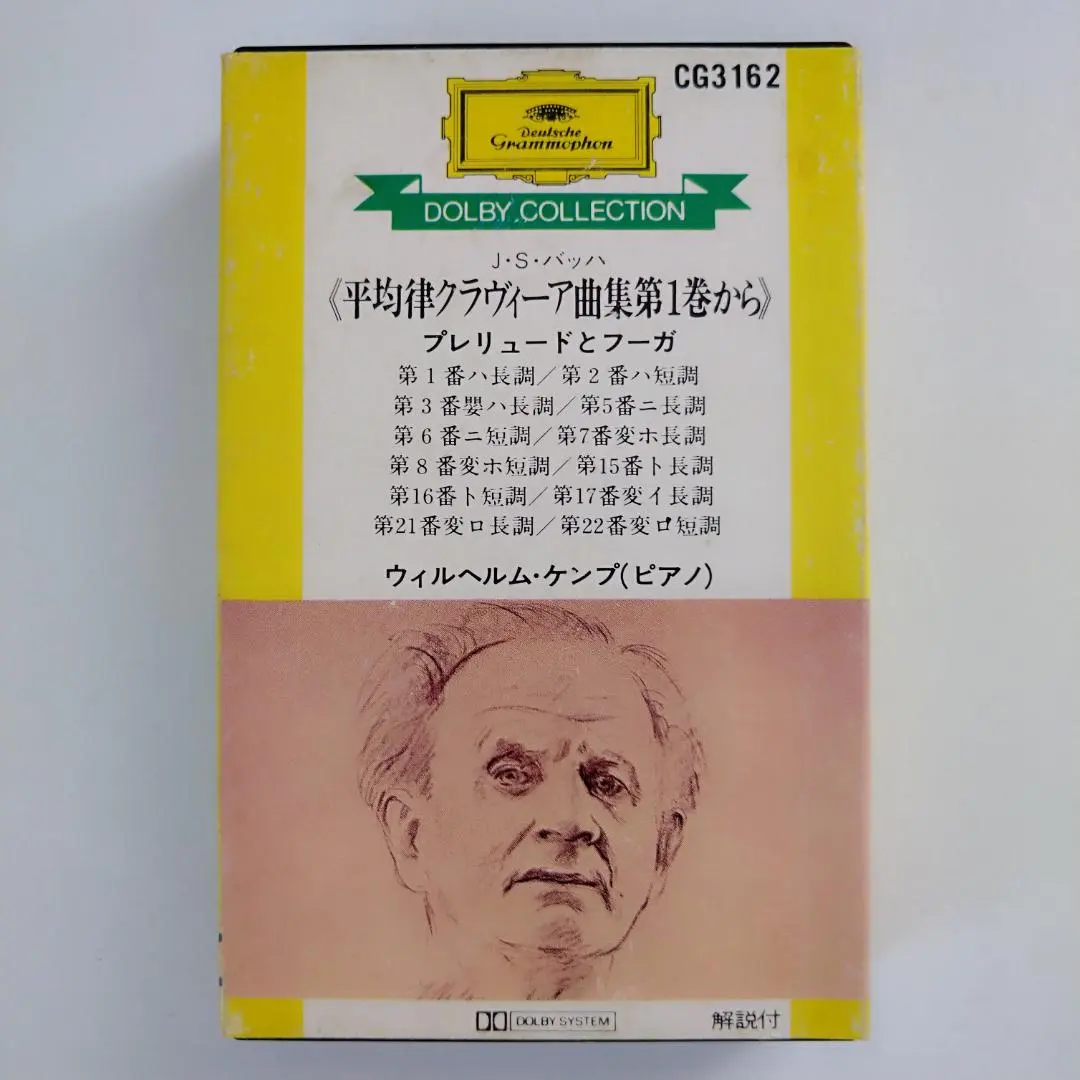 CG3162
Deutsche
Grammophon
DOLBY COLLECTION
J・S・バッハ
《平均律クラヴィーア曲集第1巻から》
プレリュードとフーガ
第1番ハ長調／第2番ハ短調
第3番嬰ハ長調／第5番ニ長調
第6番ニ短調／第7番変ホ長調
第8番変ホ短調／第15番ト長調
第16番ト短調／第17番変イ長調
第21番変ロ長調／第22番変ロ短調
ウィルヘルム・ケンプ(ピアノ)
DOLBY SYSTEM
解説付